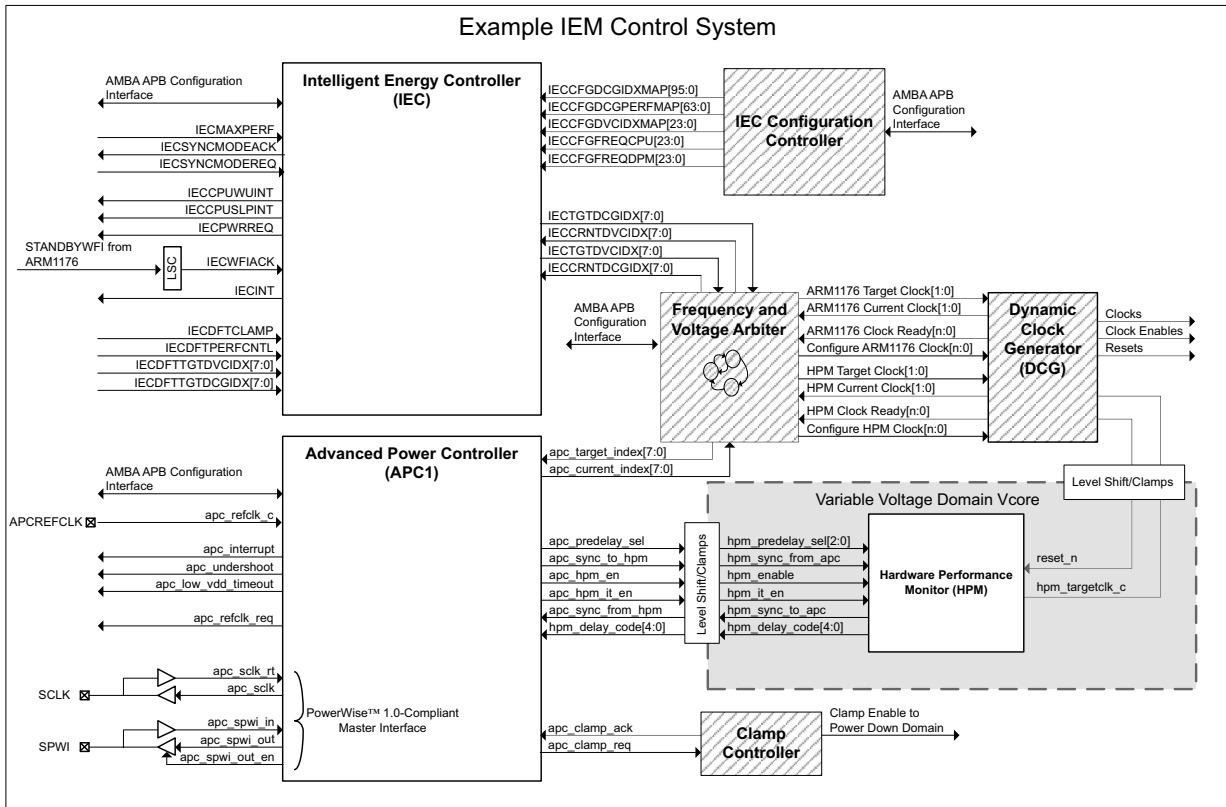 Example IEM Control System
AMBA APB Configuration
Interface
IECMAXPERF
IECSYNCMODEACK
IECSYNCMODEREQ
IECCPUWUINT
IECCPUSLPINT
IECPWRREQ
STANDBYWFI from
ARM1176
LSC
IECWFIACK
IECINT
IECDFTCLAMP
IECDFTPERFCNTL
IECDFTTGTDVCIDX[7:0]
IECDFTTGTDCGIDX[7:0]
Intelligent Energy Controller
(IEC)
IECCFGDCGIDXMAP[95:0]
IECCFGDCGPERFMAP[63:0]
IECCFGDVCIDXMAP[23:0]
IECCFGFREQCPU[23:0]
IECCFGFREQDPM[23:0]
IEC Configuration
Controller
AMBA APB
Configuration
Interface
IECTGTDCGIDX[7:0]
IECCRNTDVCIDX[7:0]
IECTGTDVCIDX[7:0]
IECCRNTDCGIDX[7:0]
AMBA APB
Configuration
Interface
Frequency and
Voltage Arbiter
ARM1176 Target Clock[1:0]
ARM1176 Current Clock[1:0]
ARM1176 Clock Ready[n:0]
Configure ARM1176 Clock[n:0]
HPM Target Clock[1:0]
HPM Current Clock[1:0]
HPM Clock Ready[n:0]
Configure HPM Clock[n:0]
Dynamic
Clock
Generator
(DCG)
Clocks
Clock Enables
Resets
AMBA APB Configuration
Interface
APCREFCLK
apc_refclk_c
apc_interrupt
apc_undershoot
apc_low_vdd_timeout
apc_refclk_req
SCLK
apc_sclk_rt
apc_sclk
SPWI
apc_spwi_in
apc_spwi_out
apc_spwi_out_en
Advanced Power Controller
(APC1)
PowerWise™ 1.0-Compliant
Master Interface
apc_target_index[7:0]
apc_current_index[7:0]
apc_predelay_sel
apc_sync_to_hpm
apc_hpm_en
apc_hpm_it_en
apc_sync_from_hpm
hpm_delay_code[4:0]
Level Shift/Clamps
Variable Voltage Domain Vcore
hpm_predelay_sel[2:0]
hpm_sync_from_apc
hpm_enable
hpm_it_en
hpm_sync_to_apc
hpm_delay_code[4:0]
Hardware Performance
Monitor (HPM)
Level Shift/Clamps
reset_n
hpm_targetclk_c
apc_clamp_ack
apc_clamp_req
Clamp
Controller
Clamp Enable to
Power Down Domain